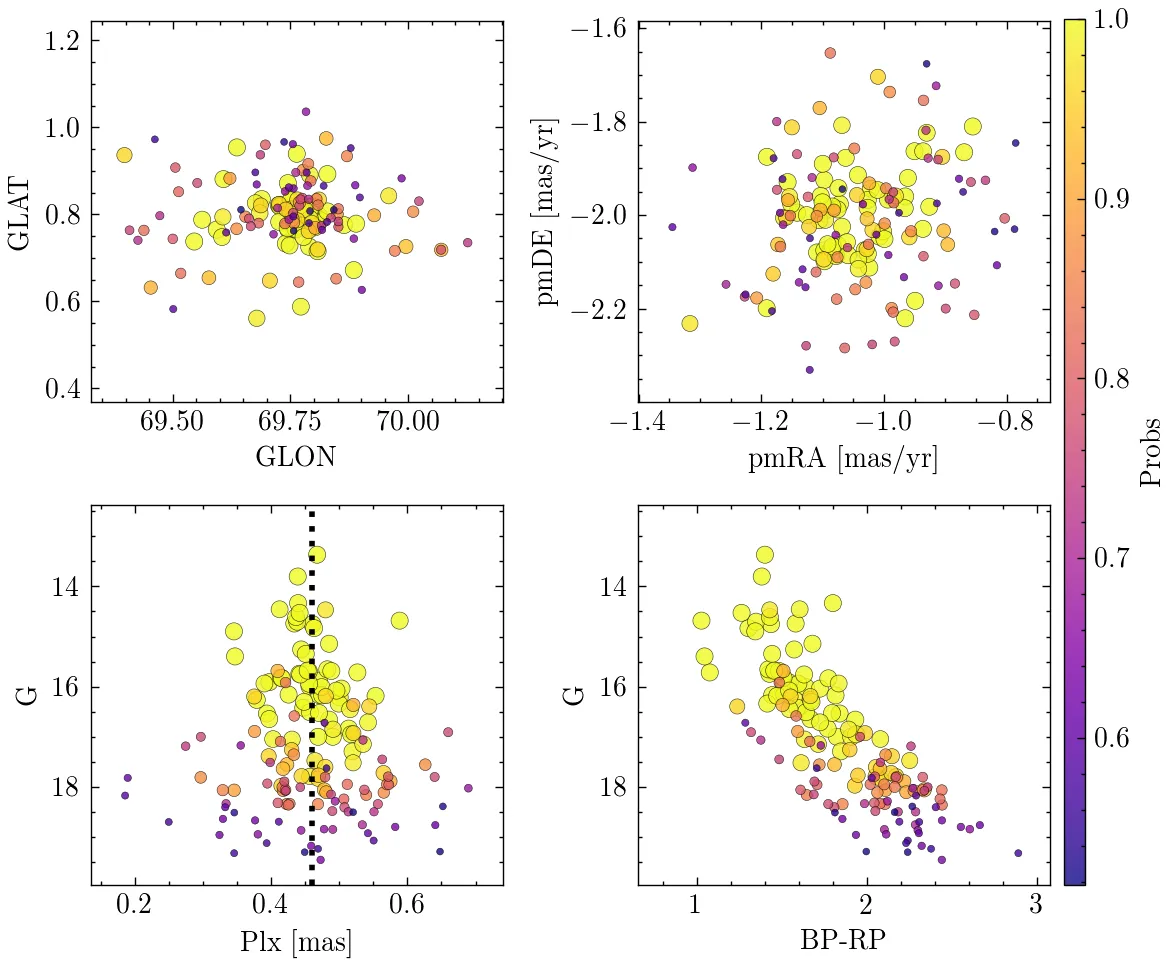 1.2
1.0
0.8
0.6
0.4
GLAT
69.50 69.75 70.00
GLON
−1.6
−1.8
−2.0
−2.2
pmDE [mas/yr]
−1.4 −1.2 −1.0 −0.8
pmRA [mas/yr]
14
16
18
G
0.2 0.4 0.6
Plx [mas]
14
16
18
G
1 2 3
BP-RP
1.0
0.9
0.8
0.7
0.6
Probs